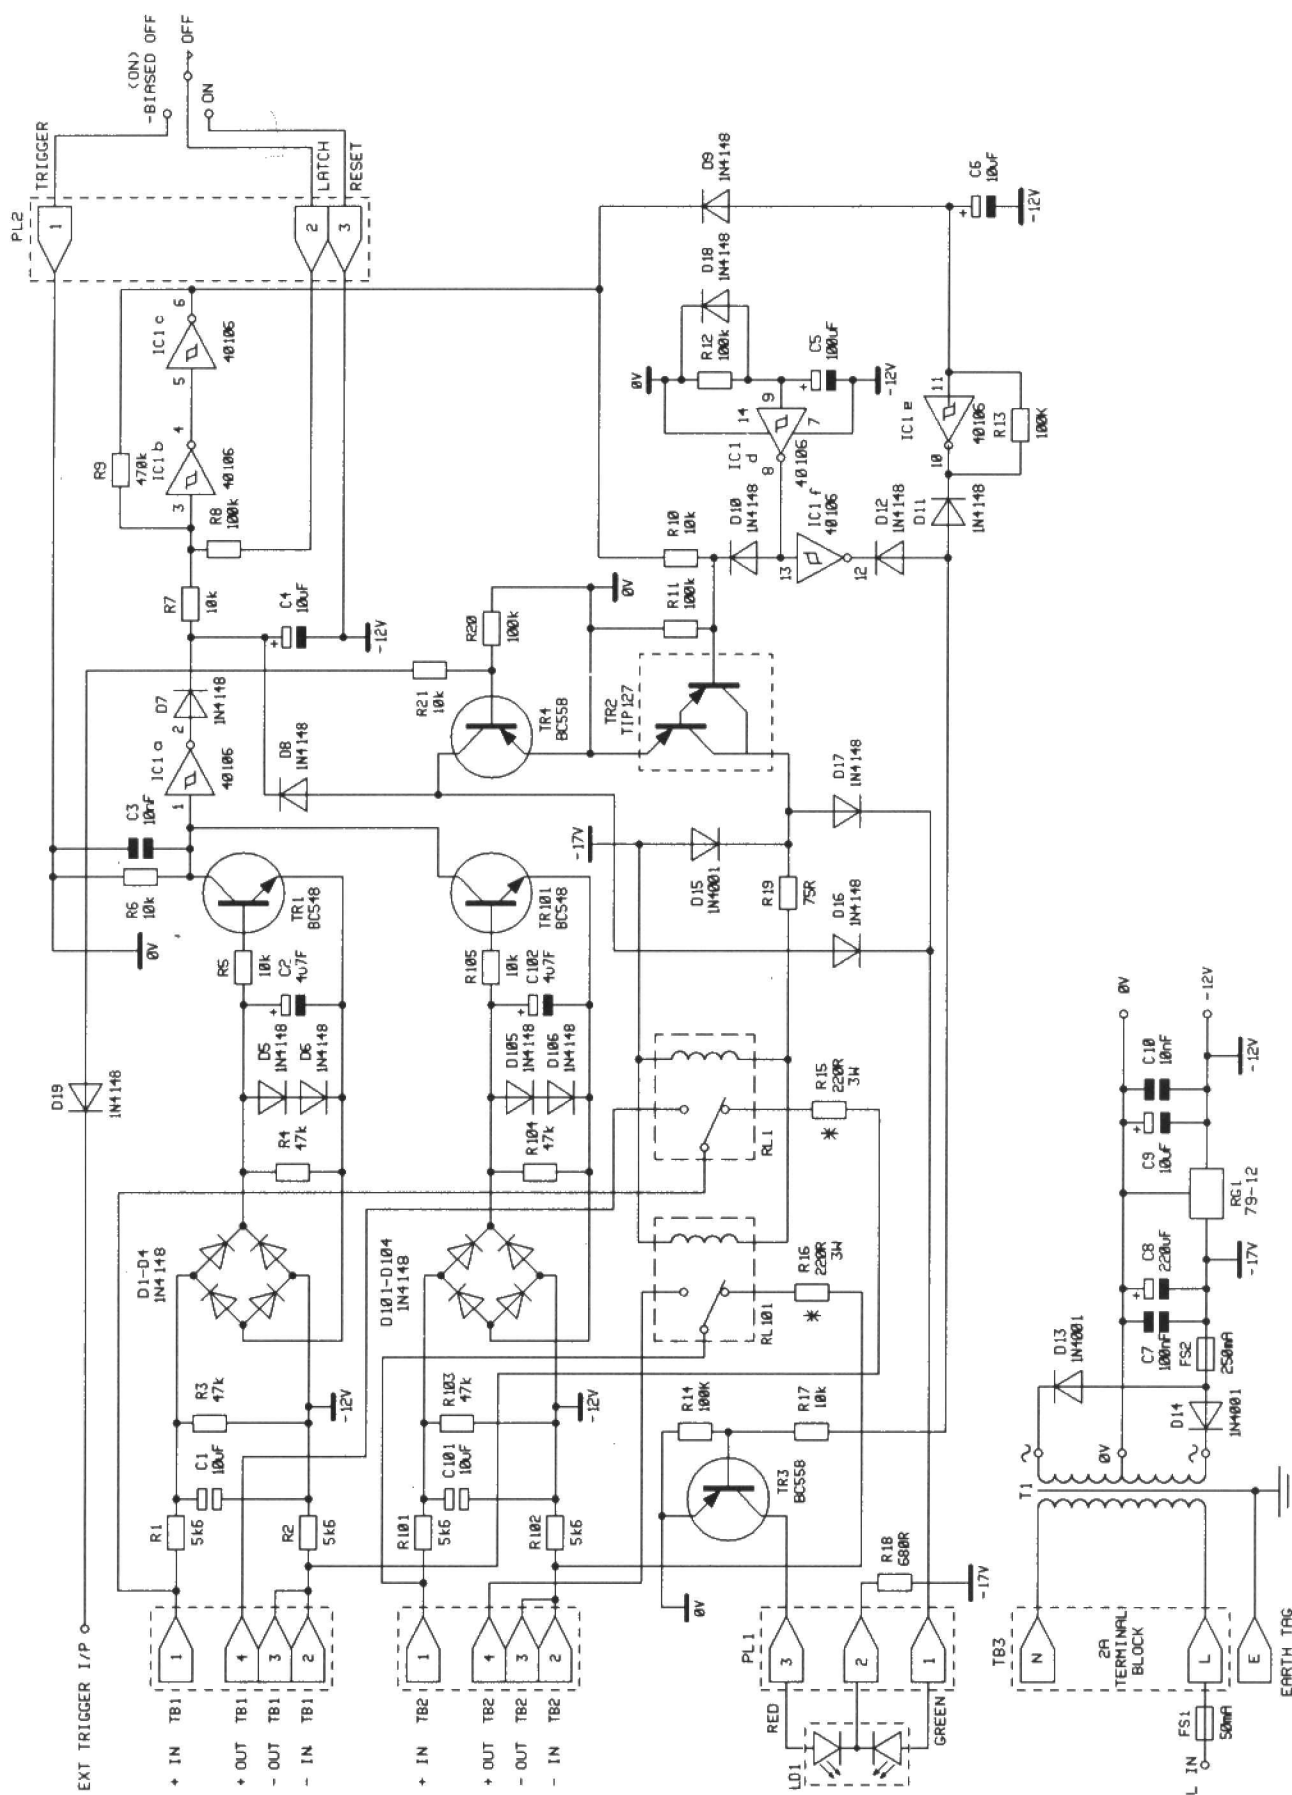 EXT TRIGGER I/P
D19
1N4148
PL2
1
TRIGGER
(ON)
-BIASED OFF
OFF
ON
2
LATCH
3
RESET
+ IN TB1
1
+ OUT TB1
4
- OUT TB1
3
- IN TB1
2
R1
5k6
R2
5k6
C1
10uF
R3
47k
-12V
D1-D4
1N4148
R4
47k
D5
1N4148
D6
1N4148
C2
4u7F
R5
10k
TR1
BC548
0V
R6
10k
C3
10nF
1
IC1a
2
40106
D7
1N4148
D8
1N4148
R7
10k
C4
10uF
-12V
R8
100k
R9
470k
3
IC1b
4
40106
5
IC1c
6
40106
+ IN TB2
1
+ OUT TB2
4
- OUT TB2
3
- IN TB2
2
R101
5k6
R102
5k6
C101
10uF
R103
47k
-12V
D101-D104
1N4148
R104
47k
D105
1N4148
D106
1N4148
C102
4u7F
R105
10k
TR101
BC548
R21
10k
R20
100k
TR4
BC558
0V
TR2
TIP127
R11
100k
R10
10k
D10
1N4148
IC1
d
8
40106
14
9
7
0V
R12
100k
D18
1N4148
C5
100uF
-12V
D9
1N4148
C6
10uF
-12V
13
IC1f
40106
12
D12
1N4148
D11
1N4148
10
IC1e
40106
11
R13
100K
-17V
D15
1N4001
R19
75R
D16
1N4148
D17
1N4148
RL1
RL101
R15
220R
3W
*
R16
220R
3W
*
R14
100K
R17
10k
TR3
BC558
0V
R18
680R
-17V
PL1
3
2
1
RED
GREEN
LD1
TB3
N
2A
TERMINAL
BLOCK
L
E
EARTH TAG
FS1
50mA
L IN
T1
0V
~
~
D13
1N4001
D14
1N4001
FS2
250mA
C7
100nF
C8
220uF
-17V
RG1
79-12
C9
10uF
C10
10nF
0V
-12V
-12V